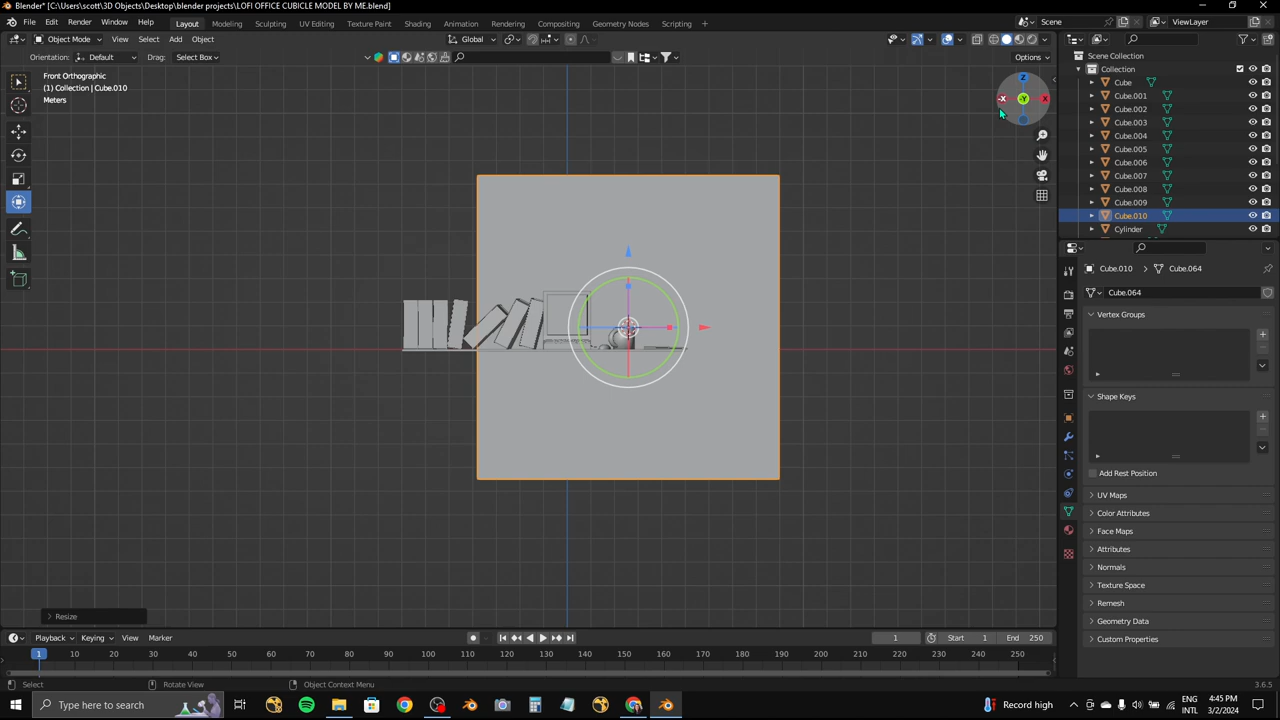 Blender* [C:\Users\scott\3D Objects\Desktop\blender projects\LOFI OFFICE CUBICLE MODEL BY ME.blend]
File Edit Render Window Help Layout Modeling Sculpting UV Editing Texture Paint Shading Animation Rendering Compositing Geometry Nodes Scripting + Scene ViewLayer
Object Mode View Select Add Object Global
Orientation: Default Drag: Select Box Options
Front Orthographic
(1) Collection | Cube.010
Meters
Z
-X -Y X
Scene Collection
Collection
Cube
Cube.001
Cube.002
Cube.003
Cube.004
Cube.005
Cube.006
Cube.007
Cube.008
Cube.009
Cube.010
Cylinder
Cube.010 > Cube.064
Cube.064
Vertex Groups
Shape Keys
Add Rest Position
UV Maps
Color Attributes
Face Maps
Attributes
Normals
Texture Space
Remesh
Geometry Data
Custom Properties
> Resize
Playback Keying View Marker 1 Start 1 End 250
1 10 20 30 40 50 60 70 80 90 100 110 120 130 140 150 160 170 180 190 200 210 220 230 240 250
Select Rotate View Object Context Menu 3.6.5
Type here to search Record high ENG INTL 4:45 PM 3/2/2024